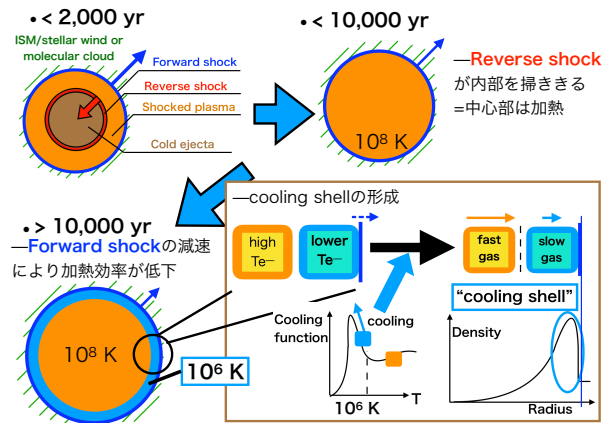 •< 2,000 yr
ISM/stellar wind or
molecular cloud
Forward shock
Reverse shock
Shocked plasma
Cold ejecta
•< 10,000 yr
10⁸ K
—Reverse shock
が内部を掃ききる
=中心部は加熱
•> 10,000 yr
—Forward shockの減速
により加熱効率が低下
10⁸ K
10⁶ K
—cooling shellの形成
high
Te—
lower
Te—
fast
gas
slow
gas
Cooling
function
cooling
10⁶ K
T
“cooling shell”
Density
Radius